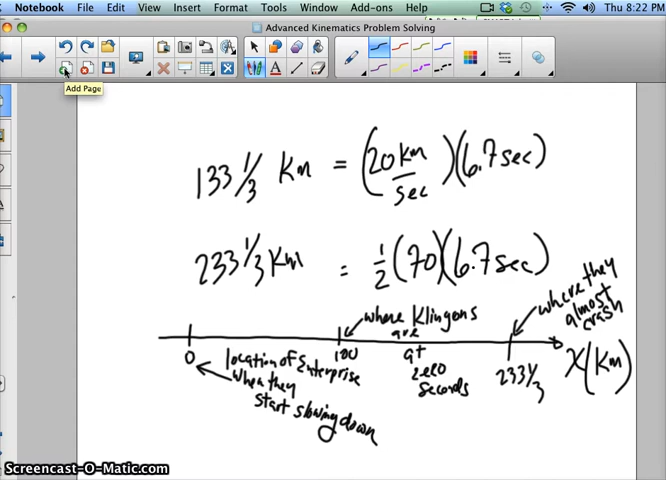 Notebook File Edit View Insert Format Tools Window Add-ons Help Thu 8:22 PM
Advanced Kinematics Problem Solving
Add Page
133 1/3 Km = (20 Km/sec)(6.7 sec)
233 1/3 Km = 1/2 (70)(6.7 sec)
where they
almost
crash
where Klingons
are
at
zero
seconds
0
100
233 1/3
X (Km)
location of Enterprise
when they
start slowing down
Screencast-O-Matic.com